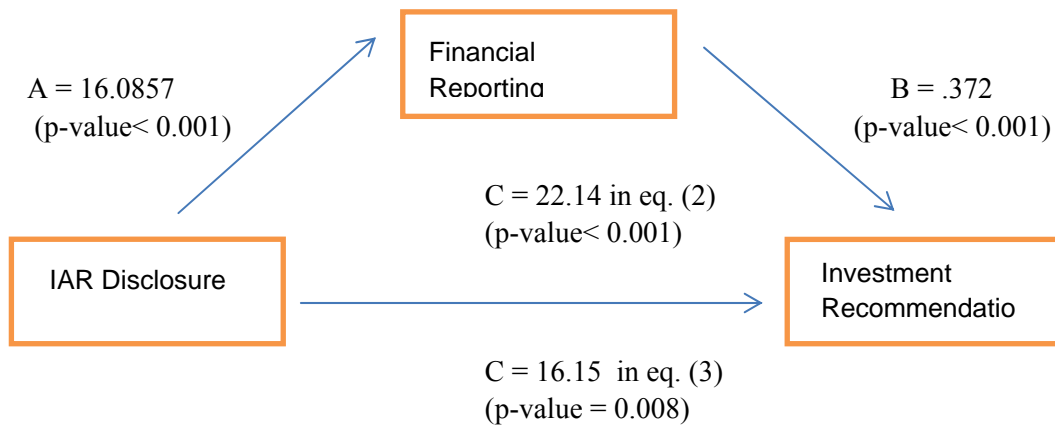 Financial
Reporting
A = 16.0857
(p-value< 0.001)
B = .372
(p-value< 0.001)
C = 22.14 in eq. (2)
(p-value< 0.001)
IAR Disclosure
Investment
Recommendatio
C = 16.15 in eq. (3)
(p-value = 0.008)